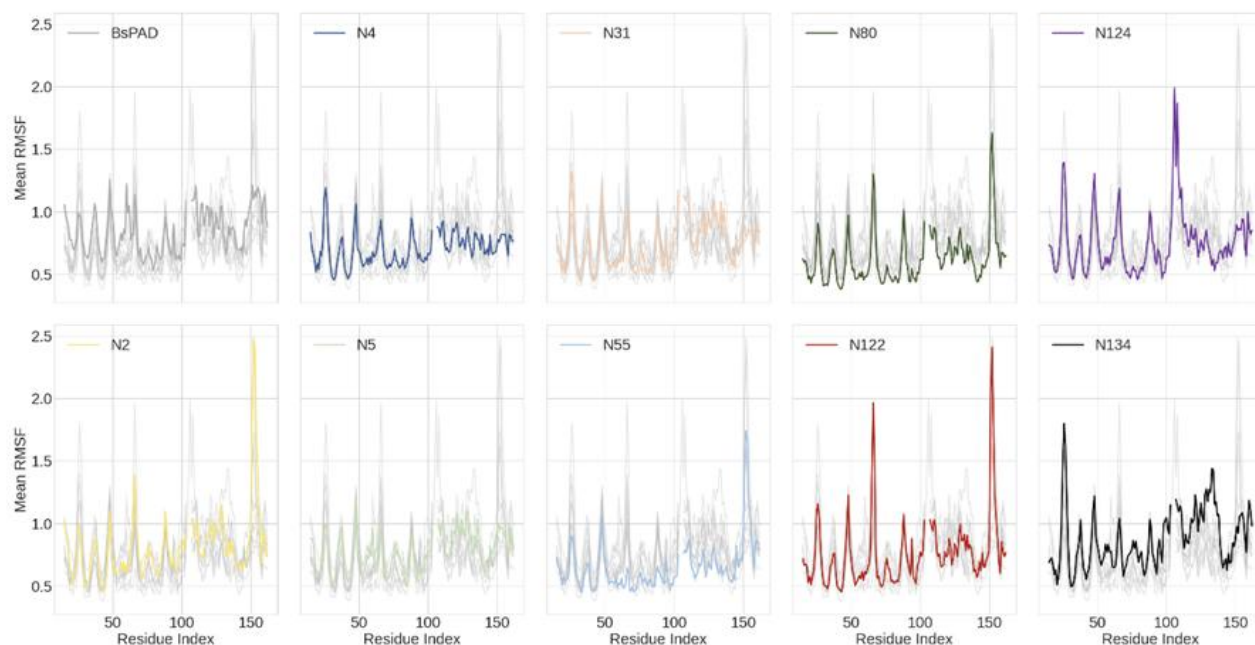 BsPAD
N4
N31
N80
N124
2.5
2.0
1.5
1.0
0.5
Mean RMSF
N2
N5
N55
N122
N134
2.5
2.0
1.5
1.0
0.5
Mean RMSF
50 100 150
50 100 150
50 100 150
50 100 150
50 100 150
Residue Index
Residue Index
Residue Index
Residue Index
Residue Index